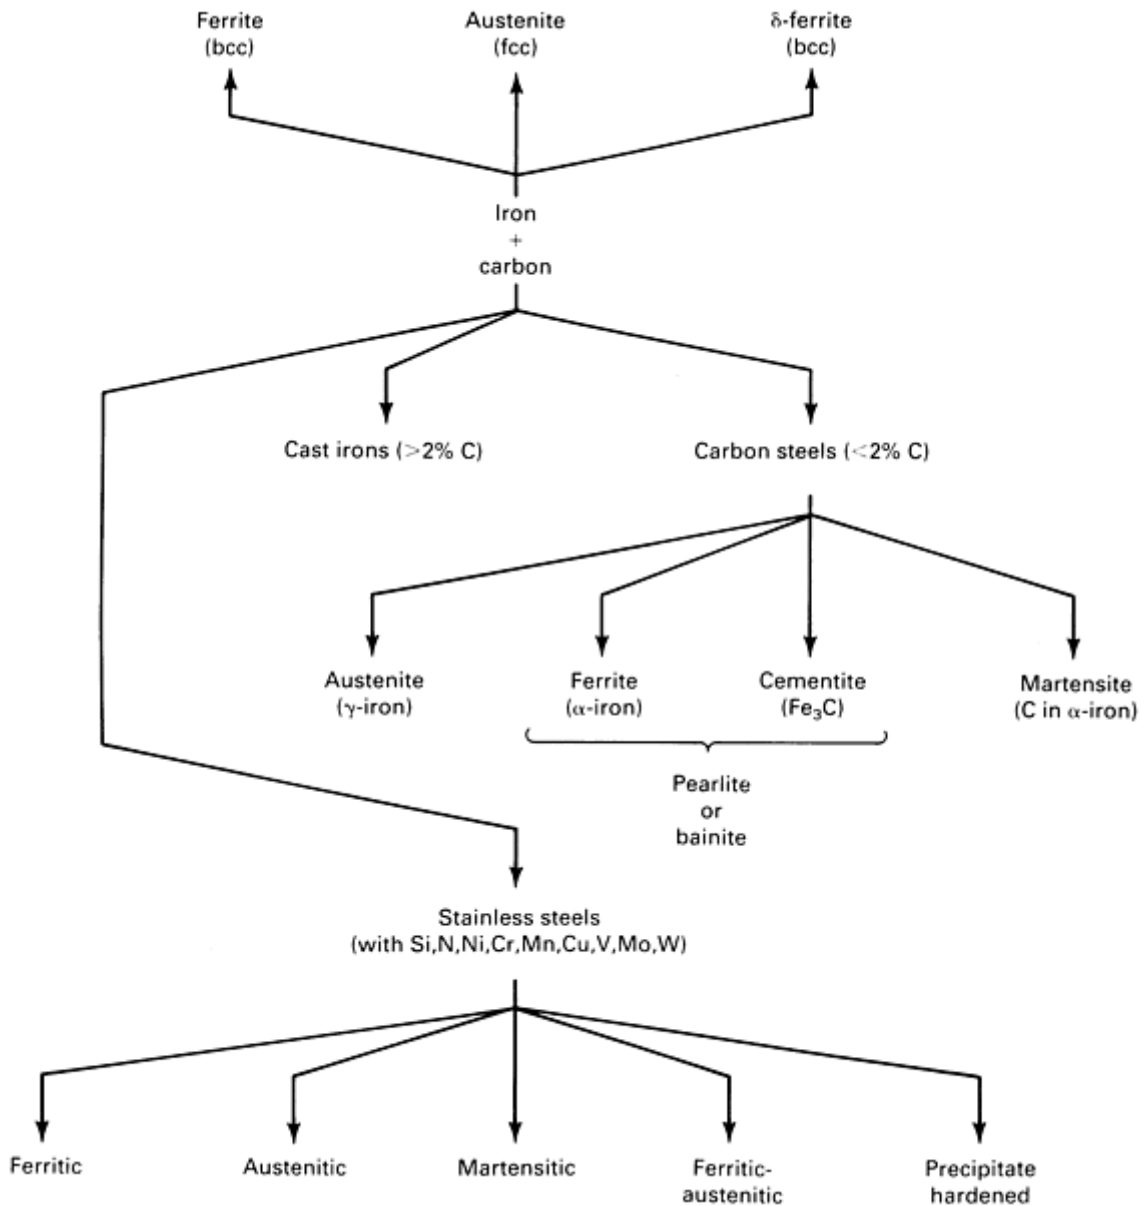 Ferrite
(bcc)
Austenite
(fcc)
δ-ferrite
(bcc)
Iron
+
carbon
Cast irons (>2% C)
Carbon steels (<2% C)
Austenite
(γ-iron)
Ferrite
(α-iron)
Cementite
(Fe₃C)
Martensite
(C in α-iron)
Pearlite
or
bainite
Stainless steels
(with Si,N,Ni,Cr,Mn,Cu,V,Mo,W)
Ferritic
Austenitic
Martensitic
Ferritic-
austenitic
Precipitate
hardened